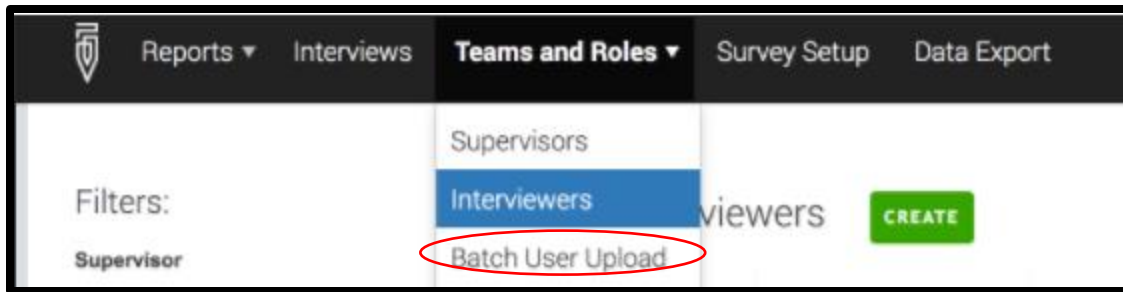 Reports ▾ Interviews Teams and Roles ▾ Survey Setup Data Export
Supervisors
Filters:
Interviewers
viewers
CREATE
Supervisor
Batch User Upload